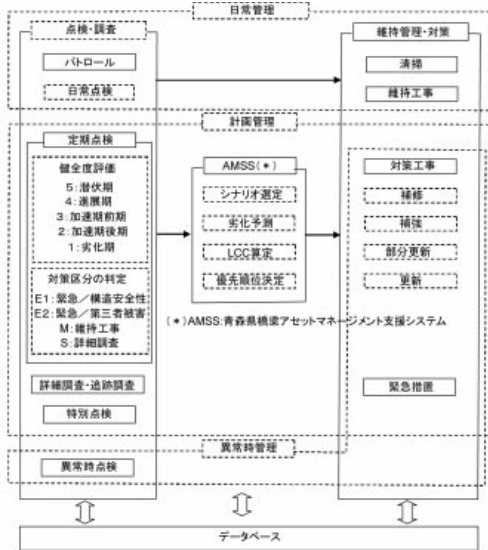 日常管理
点検・調査
維持管理・対策
パトロール
清掃
日常点検
維持工事
計画管理
定期点検
健全度評価
5:潜伏期
4:進展期
3:加速期前期
2:加速期後期
1:劣化期
対策区分の判定
E1:緊急/構造安全性
E2:緊急/第三者被害
M:維持工事
S:詳細調査
AMSS(*)
シナリオ選定
劣化予測
LCC算定
優先順位決定
対策工事
補修
補強
部分更新
更新
(*)AMSS:青森県橋梁アセットマネージメント支援システム
詳細調査・追跡調査
緊急措置
特別点検
異常時管理
異常時点検
データベース